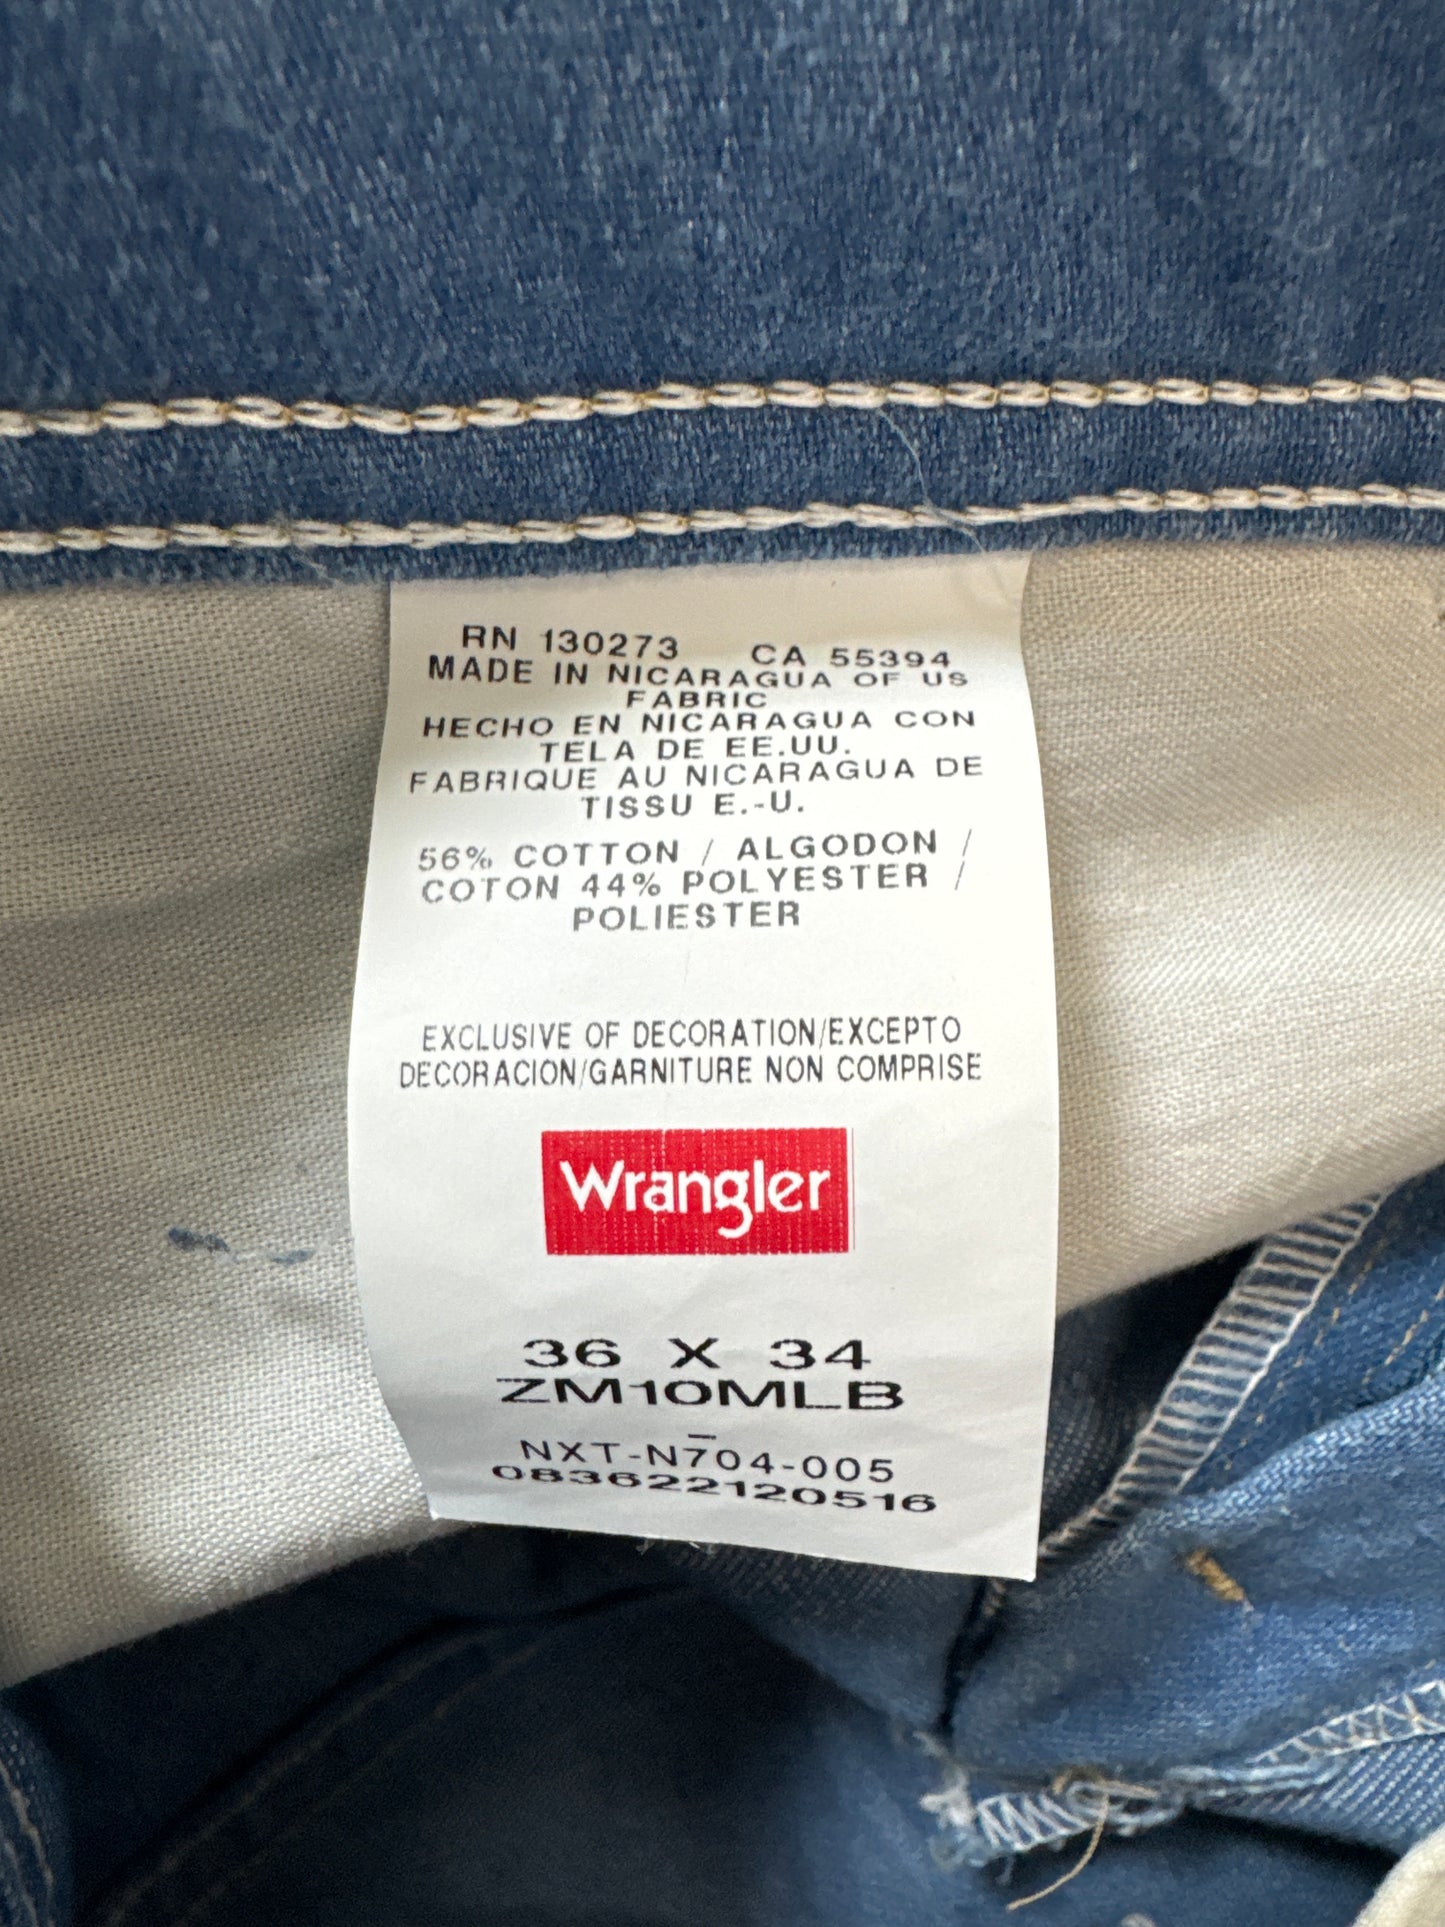 RN 130273 CA 55394
MADE IN NICARAGUA OF US
FABRIC
HECHO EN NICARAGUA CON
TELA DE EE.UU.
FABRIQUE AU NICARAGUA DE
TISSU E.-U.
56% COTTON / ALGODON /
COTON 44% POLYESTER /
POLIESTER
EXCLUSIVE OF DECORATION/EXCEPTO
DECORACION/GARNITURE NON COMPRISE
Wrangler
36 X 34
ZM10MLB
–
NXT-N704-005
083622120516